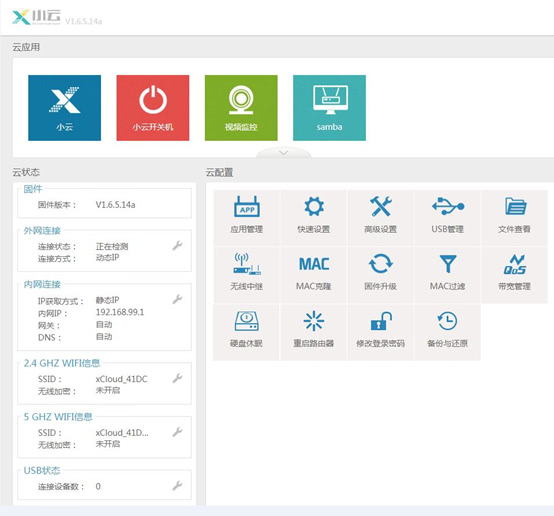 小云 V1.6.5.14a
云应用
小云
小云开关机
视频监控
samba
云状态
固件
固件版本： V1.6.5.14a
外网连接
连接状态： 正在检测
连接方式： 动态IP
内网连接
IP获取方式： 静态IP
内网IP： 192.168.99.1
网关： 自动
DNS： 自动
2.4 GHZ WIFI信息
SSID： xCloud_41DC
无线加密： 未开启
5 GHZ WIFI信息
SSID： xCloud_41D...
无线加密： 未开启
USB状态
连接设备数： 0
云配置
APP
应用管理
快速设置
高级设置
USB管理
文件查看
无线中继
MAC
MAC克隆
固件升级
MAC过滤
QoS
带宽管理
硬盘休眠
重启路由器
修改登录密码
备份与还原